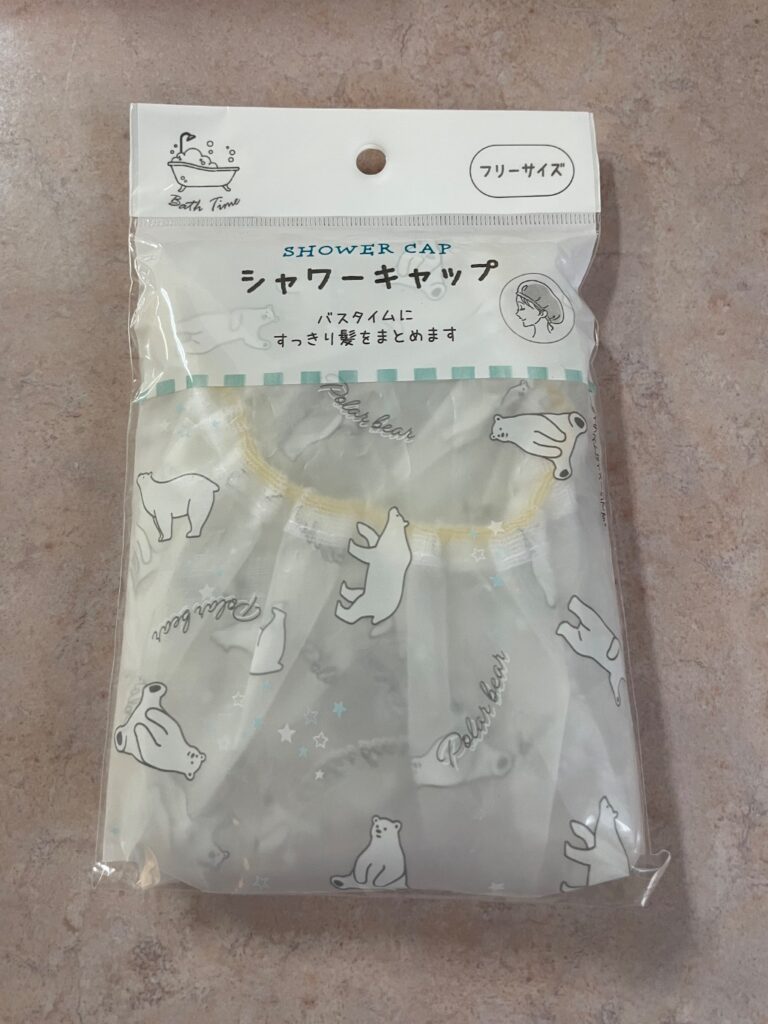 Bath Time
フリーサイズ
SHOWER CAP
シャワーキャップ
バスタイムに
すっきり髪をまとめます
Polar bear
Polar bear
Polar bear